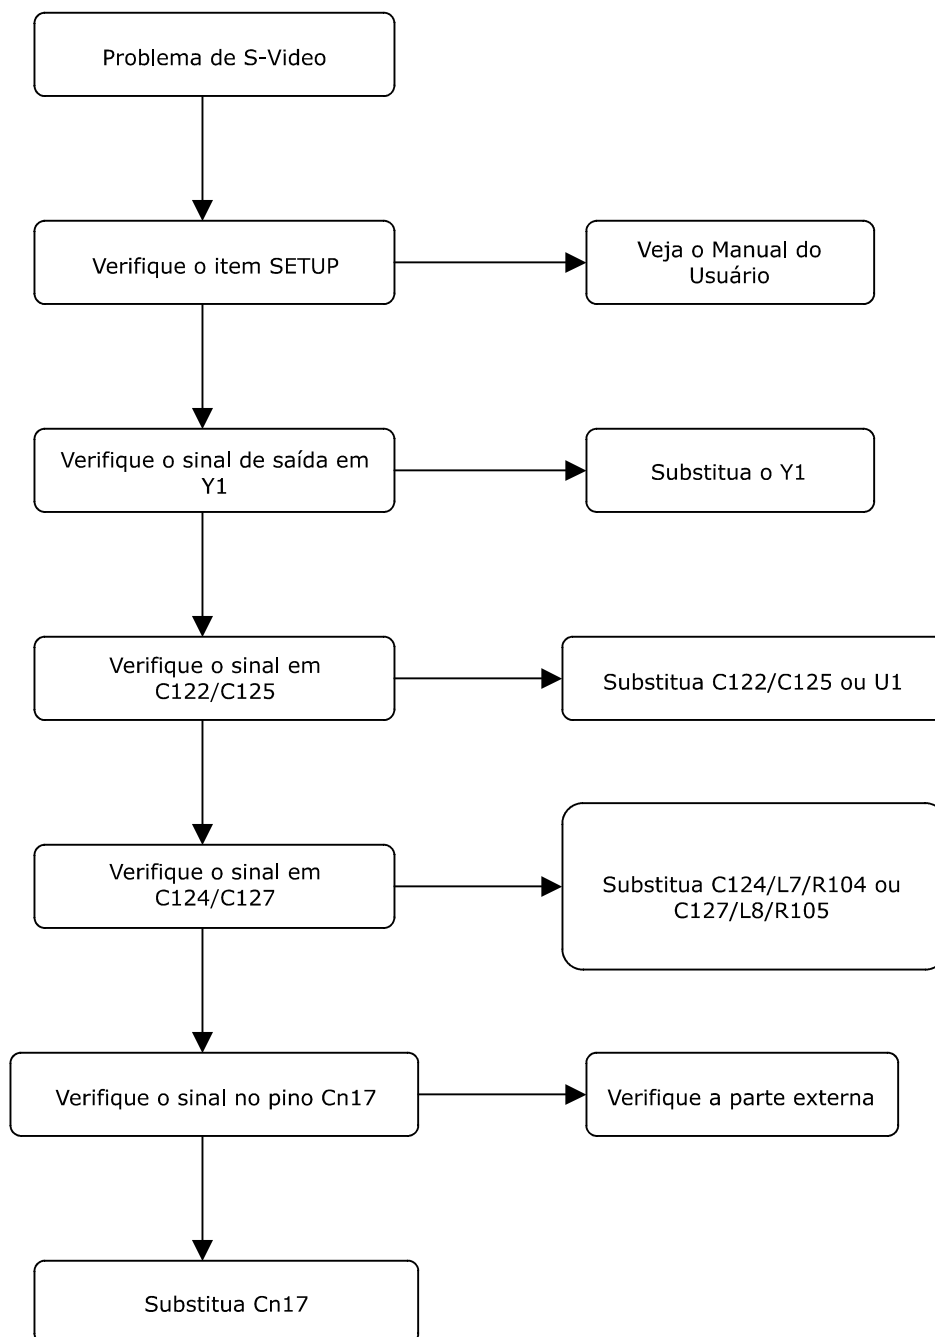 Problema de S-Video
Verifique o item SETUP
Veja o Manual do
Usuário
Verifique o sinal de saída em
Y1
Substitua o Y1
Verifique o sinal em
C122/C125
Substitua C122/C125 ou U1
Verifique o sinal em
C124/C127
Substitua C124/L7/R104 ou
C127/L8/R105
Verifique o sinal no pino Cn17
Verifique a parte externa
Substitua Cn17